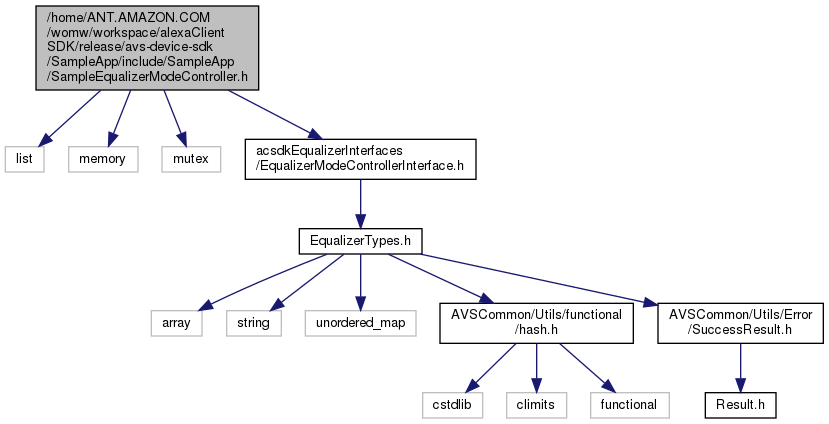 /home/ANT.AMAZON.COM
/womw/workspace/alexaClient
SDK/release/avs-device-sdk
/SampleApp/include/SampleApp
/SampleEqualizerModeController.h
list
memory
mutex
acsdkEqualizerInterfaces
/EqualizerModeControllerInterface.h
EqualizerTypes.h
array
string
unordered_map
AVSCommon/Utils/functional
/hash.h
AVSCommon/Utils/Error
/SuccessResult.h
cstdlib
climits
functional
Result.h